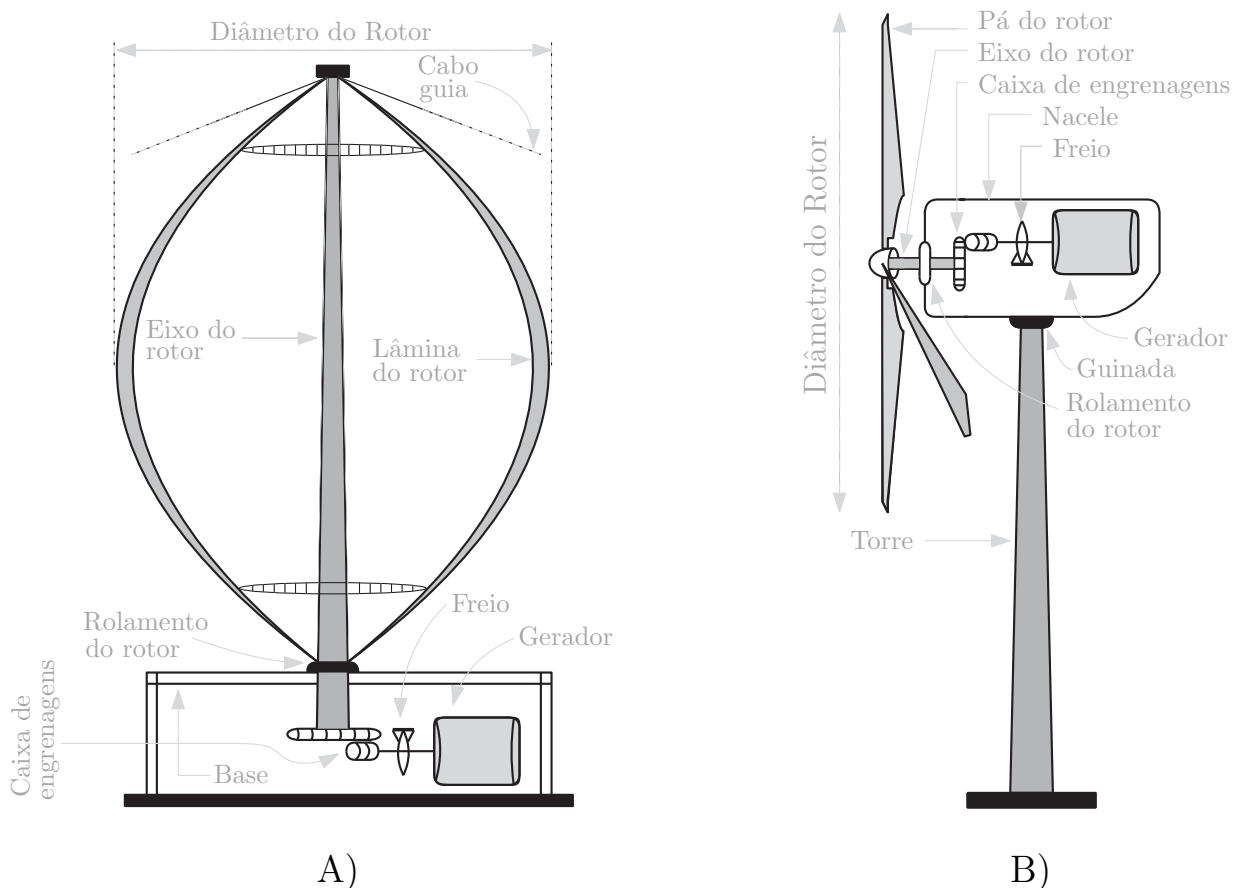 Diâmetro do Rotor
Cabo
guia
Eixo do
rotor
Lâmina
do rotor
Rolamento
do rotor
Freio
Gerador
Caixa de
engrenagens
Base
A)
Pá do rotor
Eixo do rotor
Caixa de engrenagens
Nacele
Freio
Diâmetro do Rotor
Gerador
Guinada
Rolamento
do rotor
Torre
B)